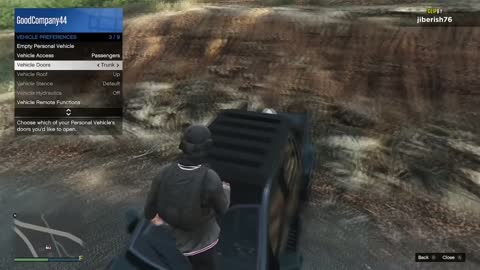 GoodCompany44
VEHICLE PREFERENCES 3 / 9
Empty Personal Vehicle
Vehicle Access Passengers
Vehicle Doors Trunk
Vehicle Roof Up
Vehicle Stance Default
Vehicle Hydraulics Off
Vehicle Remote Functions
Choose which of your Personal Vehicle's
doors you'd like to open.
jiberish76
Back
Close